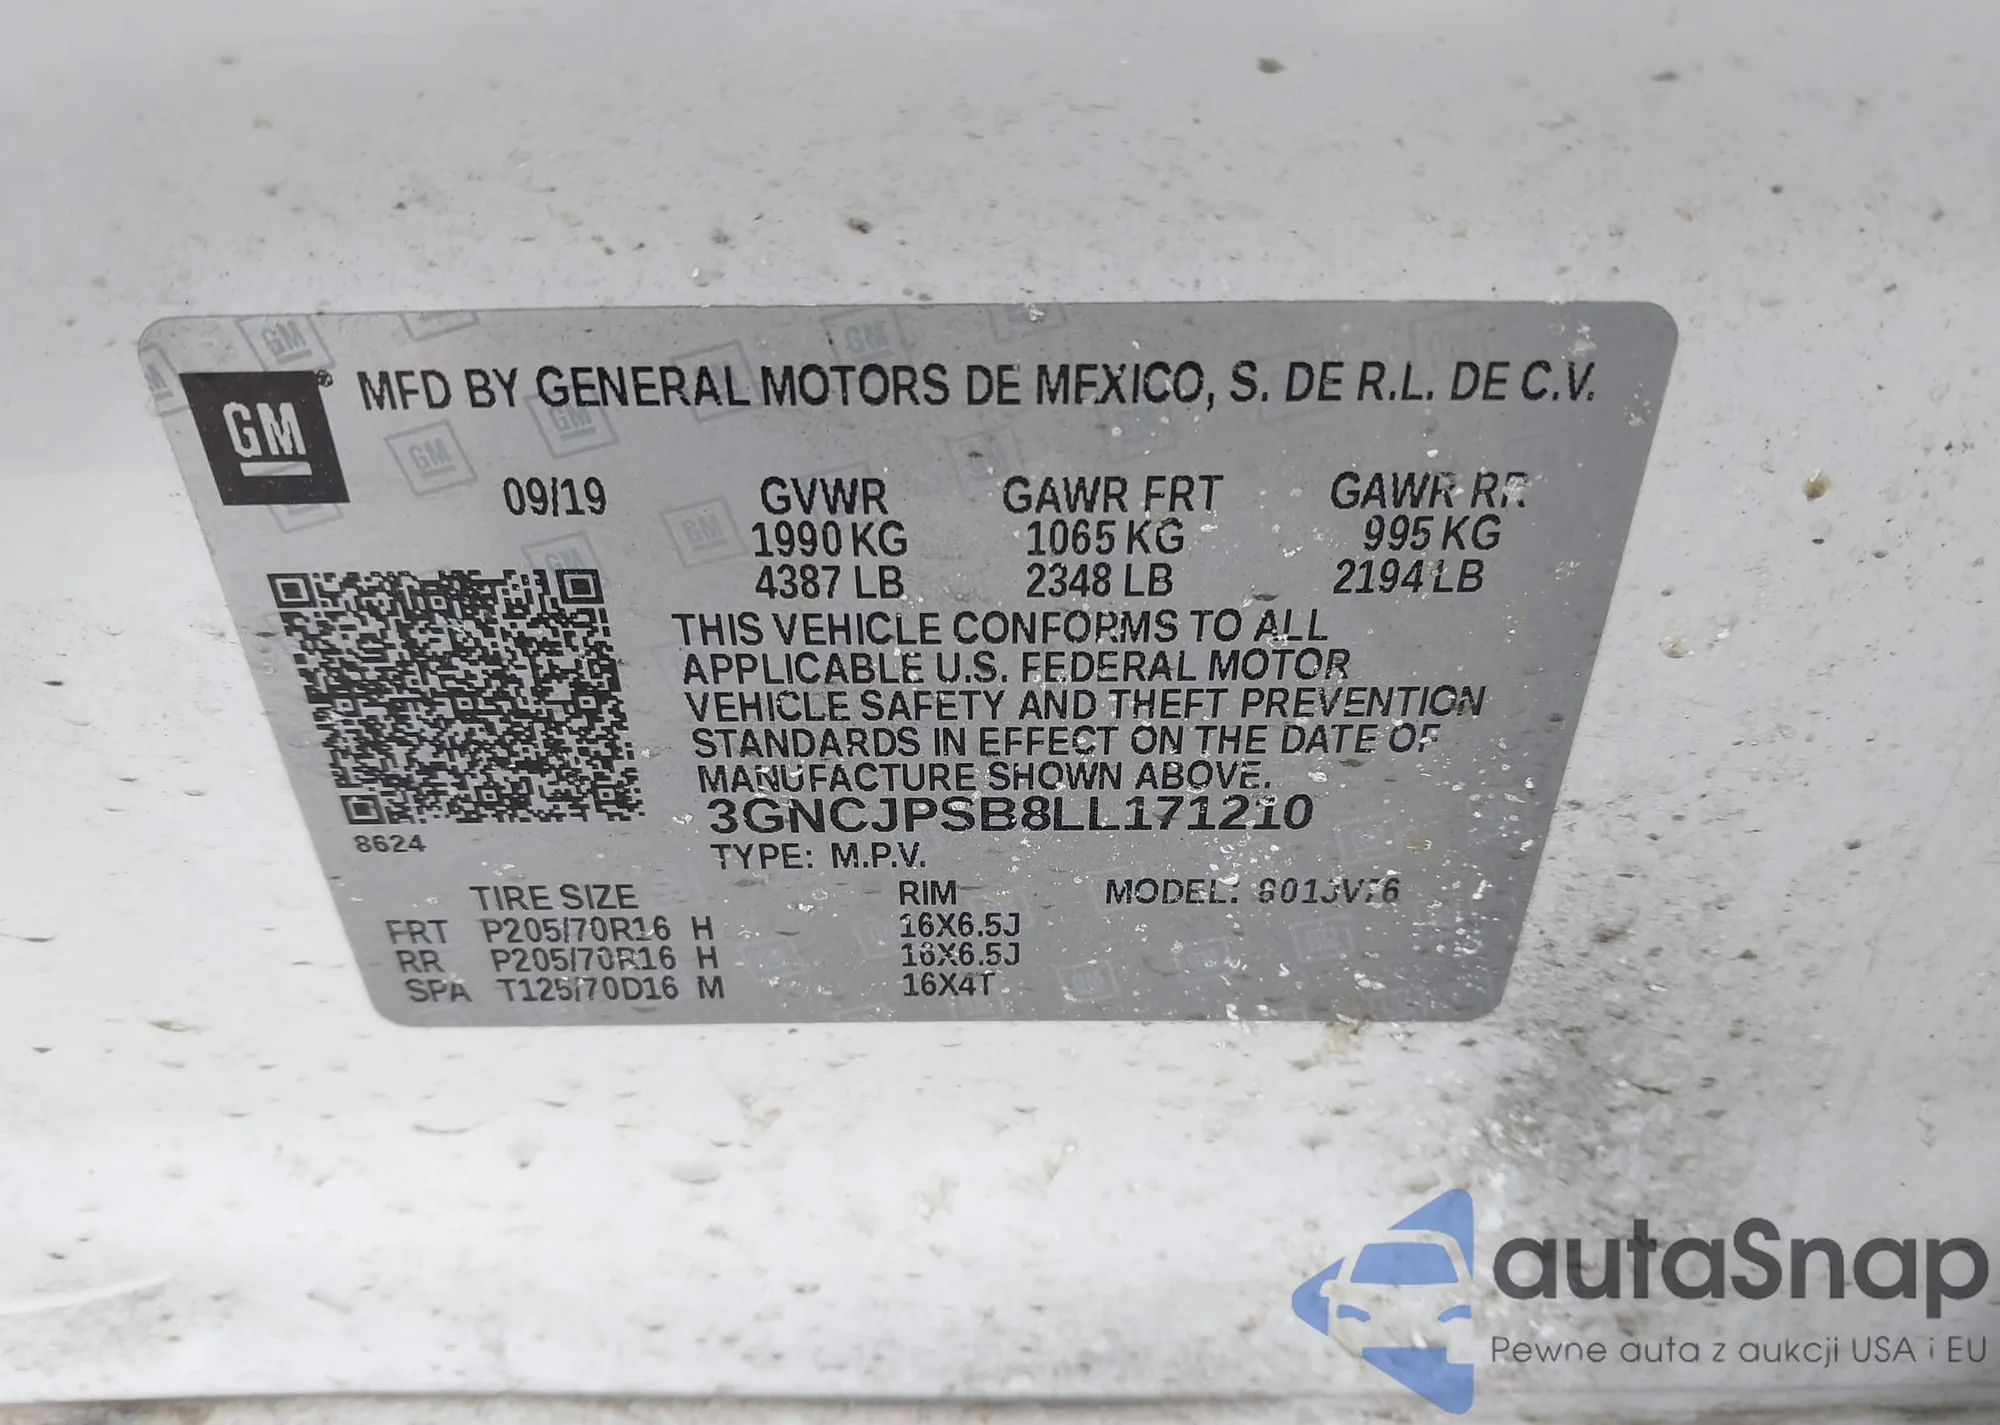 GM® MFD BY GENERAL MOTORS DE MEXICO, S. DE R.L. DE C.V.
09/19 GVWR GAWR FRT GAWR RR
1990 KG 1065 KG 995 KG
4387 LB 2348 LB 2194 LB
THIS VEHICLE CONFORMS TO ALL
APPLICABLE U.S. FEDERAL MOTOR
VEHICLE SAFETY AND THEFT PREVENTION
STANDARDS IN EFFECT ON THE DATE OF
MANUFACTURE SHOWN ABOVE.
3GNCJPSB8LL171210
8624
TYPE: M.P.V.
TIRE SIZE RIM MODEL:
FRT P205/70R16 H 16X6.5J
RR P205/70R16 H 16X6.5J
SPA T125/70D16 M 16X4T
autaSnap
Pewne auta z aukcji USA i EU